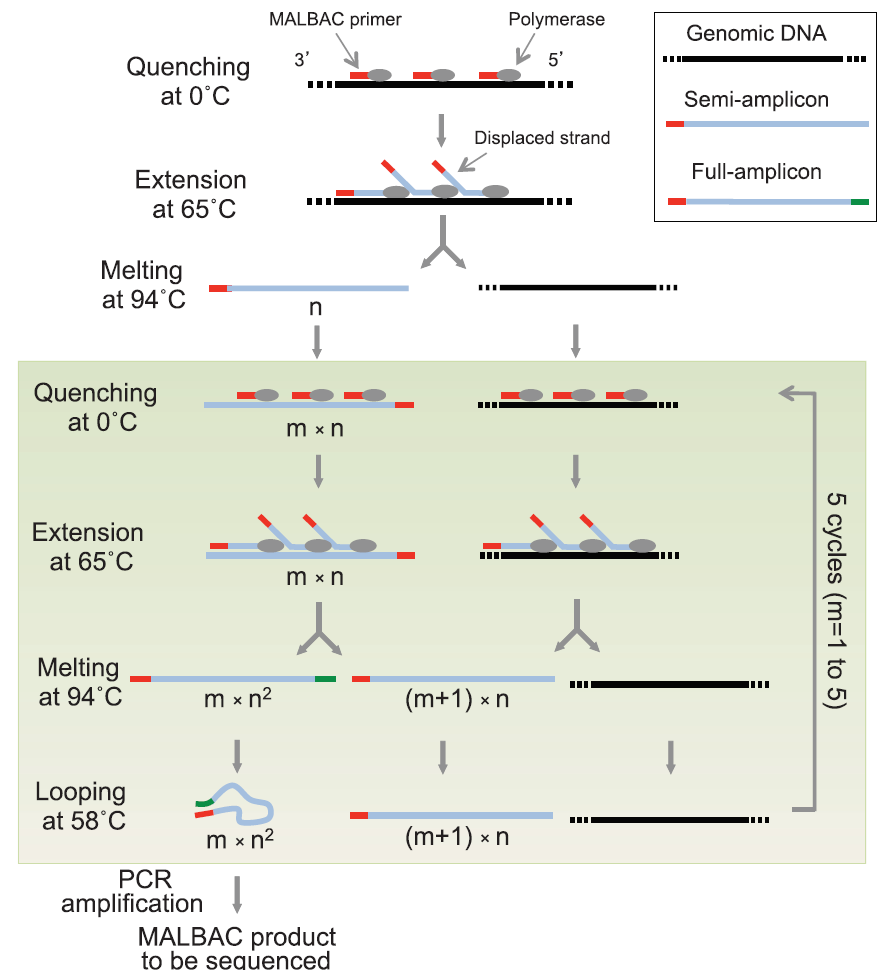 MALBAC primer
Polymerase
3’
5’
Quenching
at 0˚C
Displaced strand
Extension
at 65˚C
Melting
at 94˚C
n
Genomic DNA
Semi-amplicon
Full-amplicon
Quenching
at 0˚C
m × n
Extension
at 65˚C
m × n
Melting
at 94˚C
m × n²
(m+1) × n
Looping
at 58˚C
m × n²
(m+1) × n
5 cycles (m=1 to 5)
PCR
amplification
MALBAC product
to be sequenced